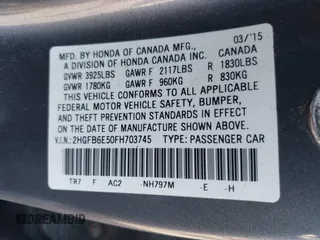 MFD. BY HONDA OF CANADA MFG., 03/15
A DIVISION OF HONDA CANADA INC. CANADA
GVWR 3925LBS GAWR F 2117LBS R 1830LBS
GVWR 1780KG GAWR F 960KG R 830KG
THIS VEHICLE CONFORMS TO ALL APPLICABLE
FEDERAL MOTOR VEHICLE SAFETY, BUMPER,
AND THEFT PREVENTION STANDARDS IN EFFECT
ON THE DATE OF MANUFACTURE SHOWN ABOVE.
V.I.N.: 2HGFB6E50FH703745 TYPE: PASSENGER CAR
TR7 F AC2 NH797M E H
IDREAMBID